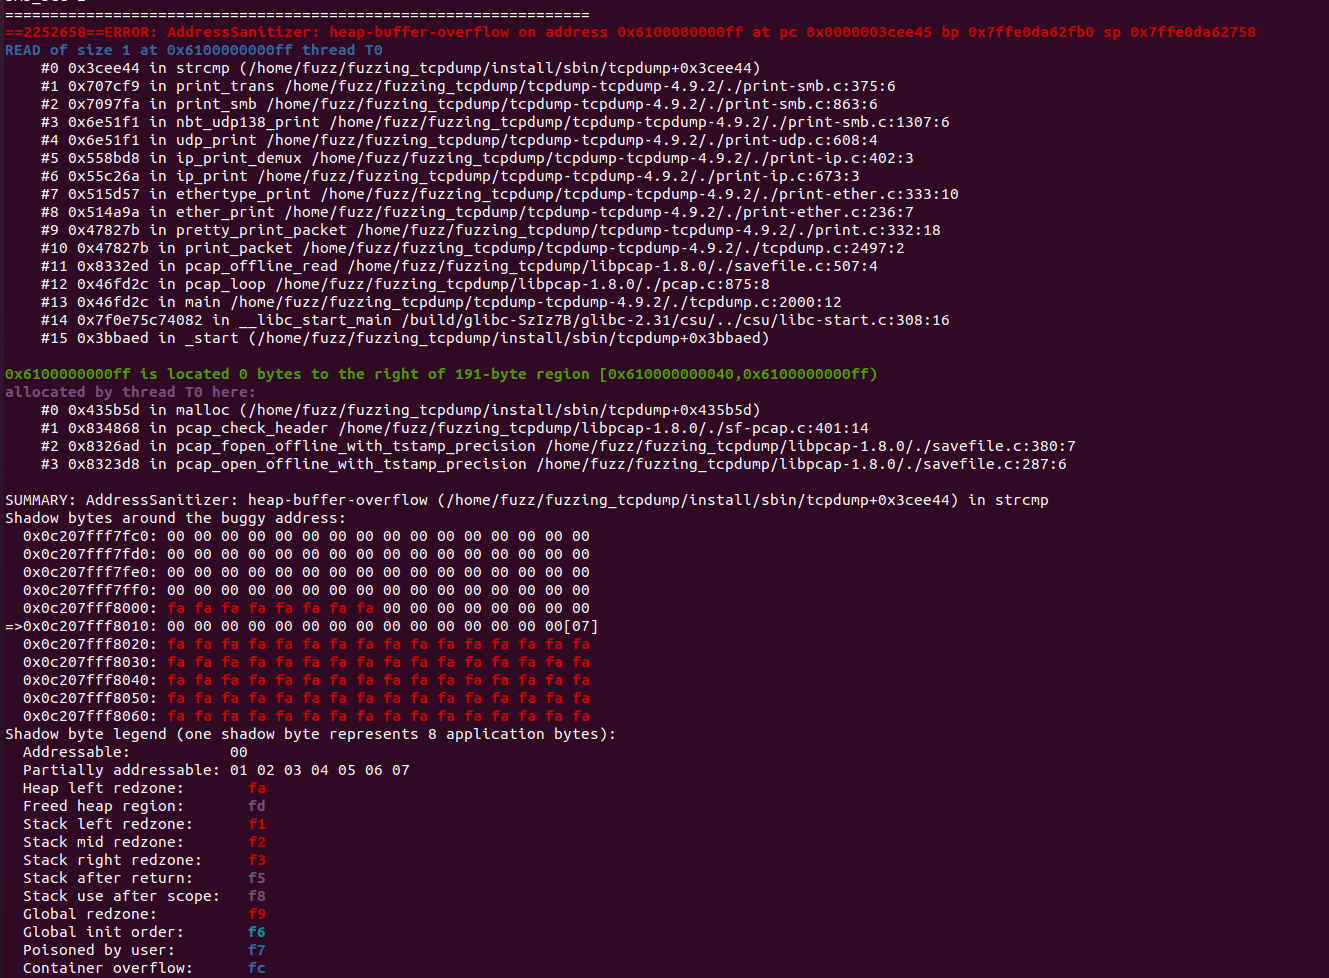 =================================================================
==2252658==ERROR: AddressSanitizer: heap-buffer-overflow on address 0x6100000000ff at pc 0x0000003cee45 bp 0x7ffe0da62fb0 sp 0x7ffe0da62758
READ of size 1 at 0x6100000000ff thread T0
    #0 0x3cee44 in strcmp (/home/fuzz/fuzzing_tcpdump/install/sbin/tcpdump+0x3cee44)
    #1 0x707cf9 in print_trans /home/fuzz/fuzzing_tcpdump/tcpdump-tcpdump-4.9.2/./print-smb.c:375:6
    #2 0x7097fa in print_smb /home/fuzz/fuzzing_tcpdump/tcpdump-tcpdump-4.9.2/./print-smb.c:863:6
    #3 0x6e51f1 in nbt_udp138_print /home/fuzz/fuzzing_tcpdump/tcpdump-tcpdump-4.9.2/./print-smb.c:1307:6
    #4 0x6e51f1 in udp_print /home/fuzz/fuzzing_tcpdump/tcpdump-tcpdump-4.9.2/./print-udp.c:608:4
    #5 0x558bd8 in ip_print_demux /home/fuzz/fuzzing_tcpdump/tcpdump-tcpdump-4.9.2/./print-ip.c:402:3
    #6 0x55c26a in ip_print /home/fuzz/fuzzing_tcpdump/tcpdump-tcpdump-4.9.2/./print-ip.c:673:3
    #7 0x515d57 in ethertype_print /home/fuzz/fuzzing_tcpdump/tcpdump-tcpdump-4.9.2/./print-ether.c:333:10
    #8 0x514a9a in ether_print /home/fuzz/fuzzing_tcpdump/tcpdump-tcpdump-4.9.2/./print-ether.c:236:7
    #9 0x47827b in pretty_print_packet /home/fuzz/fuzzing_tcpdump/tcpdump-tcpdump-4.9.2/./print.c:332:18
    #10 0x47827b in print_packet /home/fuzz/fuzzing_tcpdump/tcpdump-tcpdump-4.9.2/./tcpdump.c:2497:2
    #11 0x8332ed in pcap_offline_read /home/fuzz/fuzzing_tcpdump/libpcap-1.8.0/./savefile.c:507:4
    #12 0x46fd2c in pcap_loop /home/fuzz/fuzzing_tcpdump/libpcap-1.8.0/./pcap.c:875:8
    #13 0x46fd2c in main /home/fuzz/fuzzing_tcpdump/tcpdump-tcpdump-4.9.2/./tcpdump.c:2000:12
    #14 0x7f0e75c74082 in __libc_start_main /build/glibc-SzIz7B/glibc-2.31/csu/../csu/libc-start.c:308:16
    #15 0x3bbaed in _start (/home/fuzz/fuzzing_tcpdump/install/sbin/tcpdump+0x3bbaed)

0x6100000000ff is located 0 bytes to the right of 191-byte region [0x610000000040,0x6100000000ff)
allocated by thread T0 here:
    #0 0x435b5d in malloc (/home/fuzz/fuzzing_tcpdump/install/sbin/tcpdump+0x435b5d)
    #1 0x834868 in pcap_check_header /home/fuzz/fuzzing_tcpdump/libpcap-1.8.0/./sf-pcap.c:401:14
    #2 0x8326ad in pcap_fopen_offline_with_tstamp_precision /home/fuzz/fuzzing_tcpdump/libpcap-1.8.0/./savefile.c:380:7
    #3 0x8323d8 in pcap_open_offline_with_tstamp_precision /home/fuzz/fuzzing_tcpdump/libpcap-1.8.0/./savefile.c:287:6

SUMMARY: AddressSanitizer: heap-buffer-overflow (/home/fuzz/fuzzing_tcpdump/install/sbin/tcpdump+0x3cee44) in strcmp
Shadow bytes around the buggy address:
  0x0c207fff7fc0: 00 00 00 00 00 00 00 00 00 00 00 00 00 00 00 00
  0x0c207fff7fd0: 00 00 00 00 00 00 00 00 00 00 00 00 00 00 00 00
  0x0c207fff7fe0: 00 00 00 00 00 00 00 00 00 00 00 00 00 00 00 00
  0x0c207fff7ff0: 00 00 00 00 00 00 00 00 00 00 00 00 00 00 00 00
  0x0c207fff8000: fa fa fa fa fa fa fa fa 00 00 00 00 00 00 00 00
=>0x0c207fff8010: 00 00 00 00 00 00 00 00 00 00 00 00 00 00 00[07]
  0x0c207fff8020: fa fa fa fa fa fa fa fa fa fa fa fa fa fa fa fa
  0x0c207fff8030: fa fa fa fa fa fa fa fa fa fa fa fa fa fa fa fa
  0x0c207fff8040: fa fa fa fa fa fa fa fa fa fa fa fa fa fa fa fa
  0x0c207fff8050: fa fa fa fa fa fa fa fa fa fa fa fa fa fa fa fa
  0x0c207fff8060: fa fa fa fa fa fa fa fa fa fa fa fa fa fa fa fa
Shadow byte legend (one shadow byte represents 8 application bytes):
  Addressable:           00
  Partially addressable: 01 02 03 04 05 06 07
  Heap left redzone:       fa
  Freed heap region:       fd
  Stack left redzone:      f1
  Stack mid redzone:       f2
  Stack right redzone:     f3
  Stack after return:      f5
  Stack use after scope:   f8
  Global redzone:          f9
  Global init order:       f6
  Poisoned by user:        f7
  Container overflow:      fc